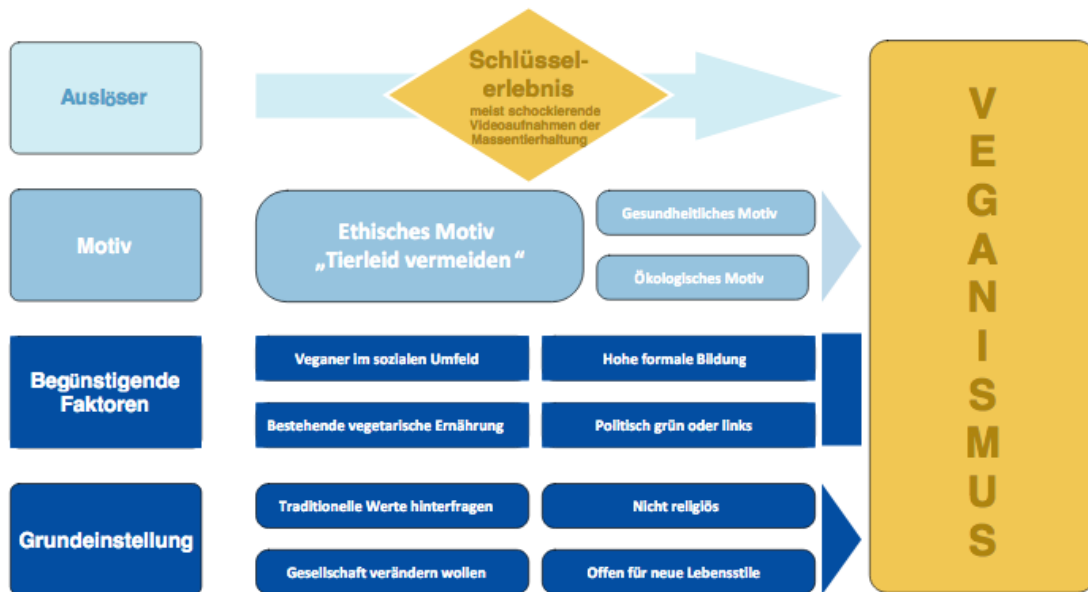 Auslöser
Schlüssel-
erlebnis
meist schockierende
Videoaufnahmen der
Massentierhaltung
Motiv
Ethisches Motiv
„Tierleid vermeiden “
Gesundheitliches Motiv
Ökologisches Motiv
Begünstigende
Faktoren
Veganer im sozialen Umfeld
Hohe formale Bildung
Bestehende vegetarische Ernährung
Politisch grün oder links
Grundeinstellung
Traditionelle Werte hinterfragen
Nicht religiös
Gesellschaft verändern wollen
Offen für neue Lebensstile
VEGANISMUS